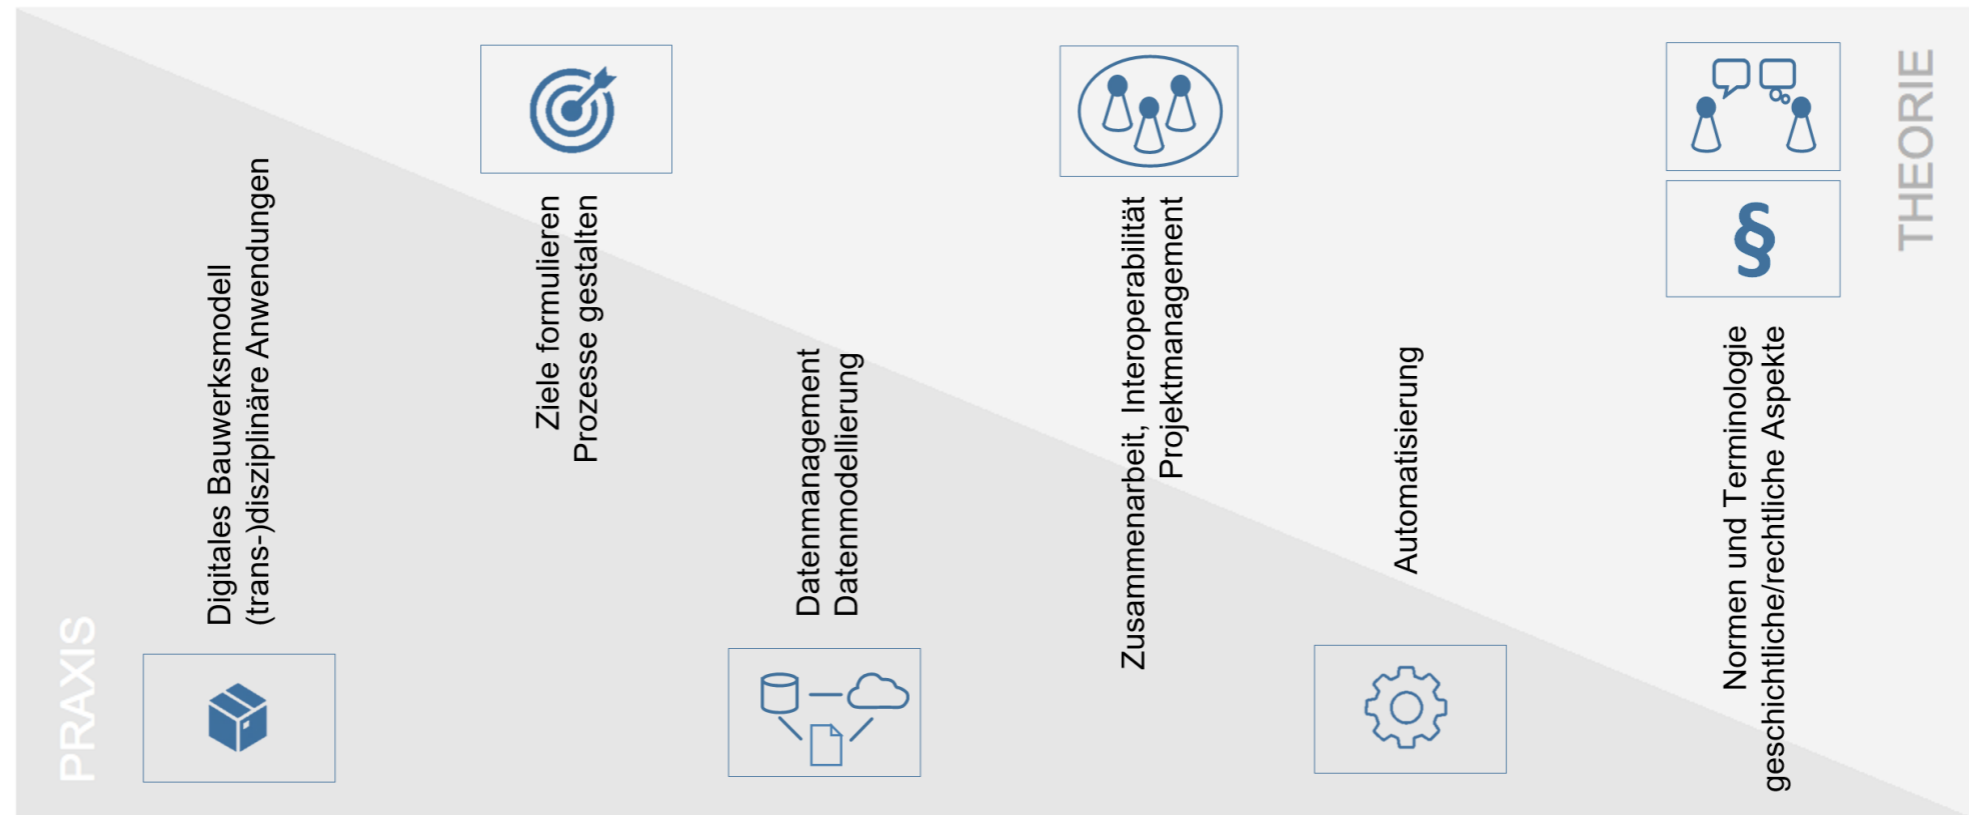 PRAXIS
Digitales Bauwerksmodell
(trans-)disziplinäre Anwendungen
Ziele formulieren
Prozesse gestalten
Datenmanagement
Datenmodellierung
Zusammenarbeit, Interoperabilität
Projektmanagement
Automatisierung
§
Normen und Terminologie
geschichtliche/rechtliche Aspekte
THEORIE